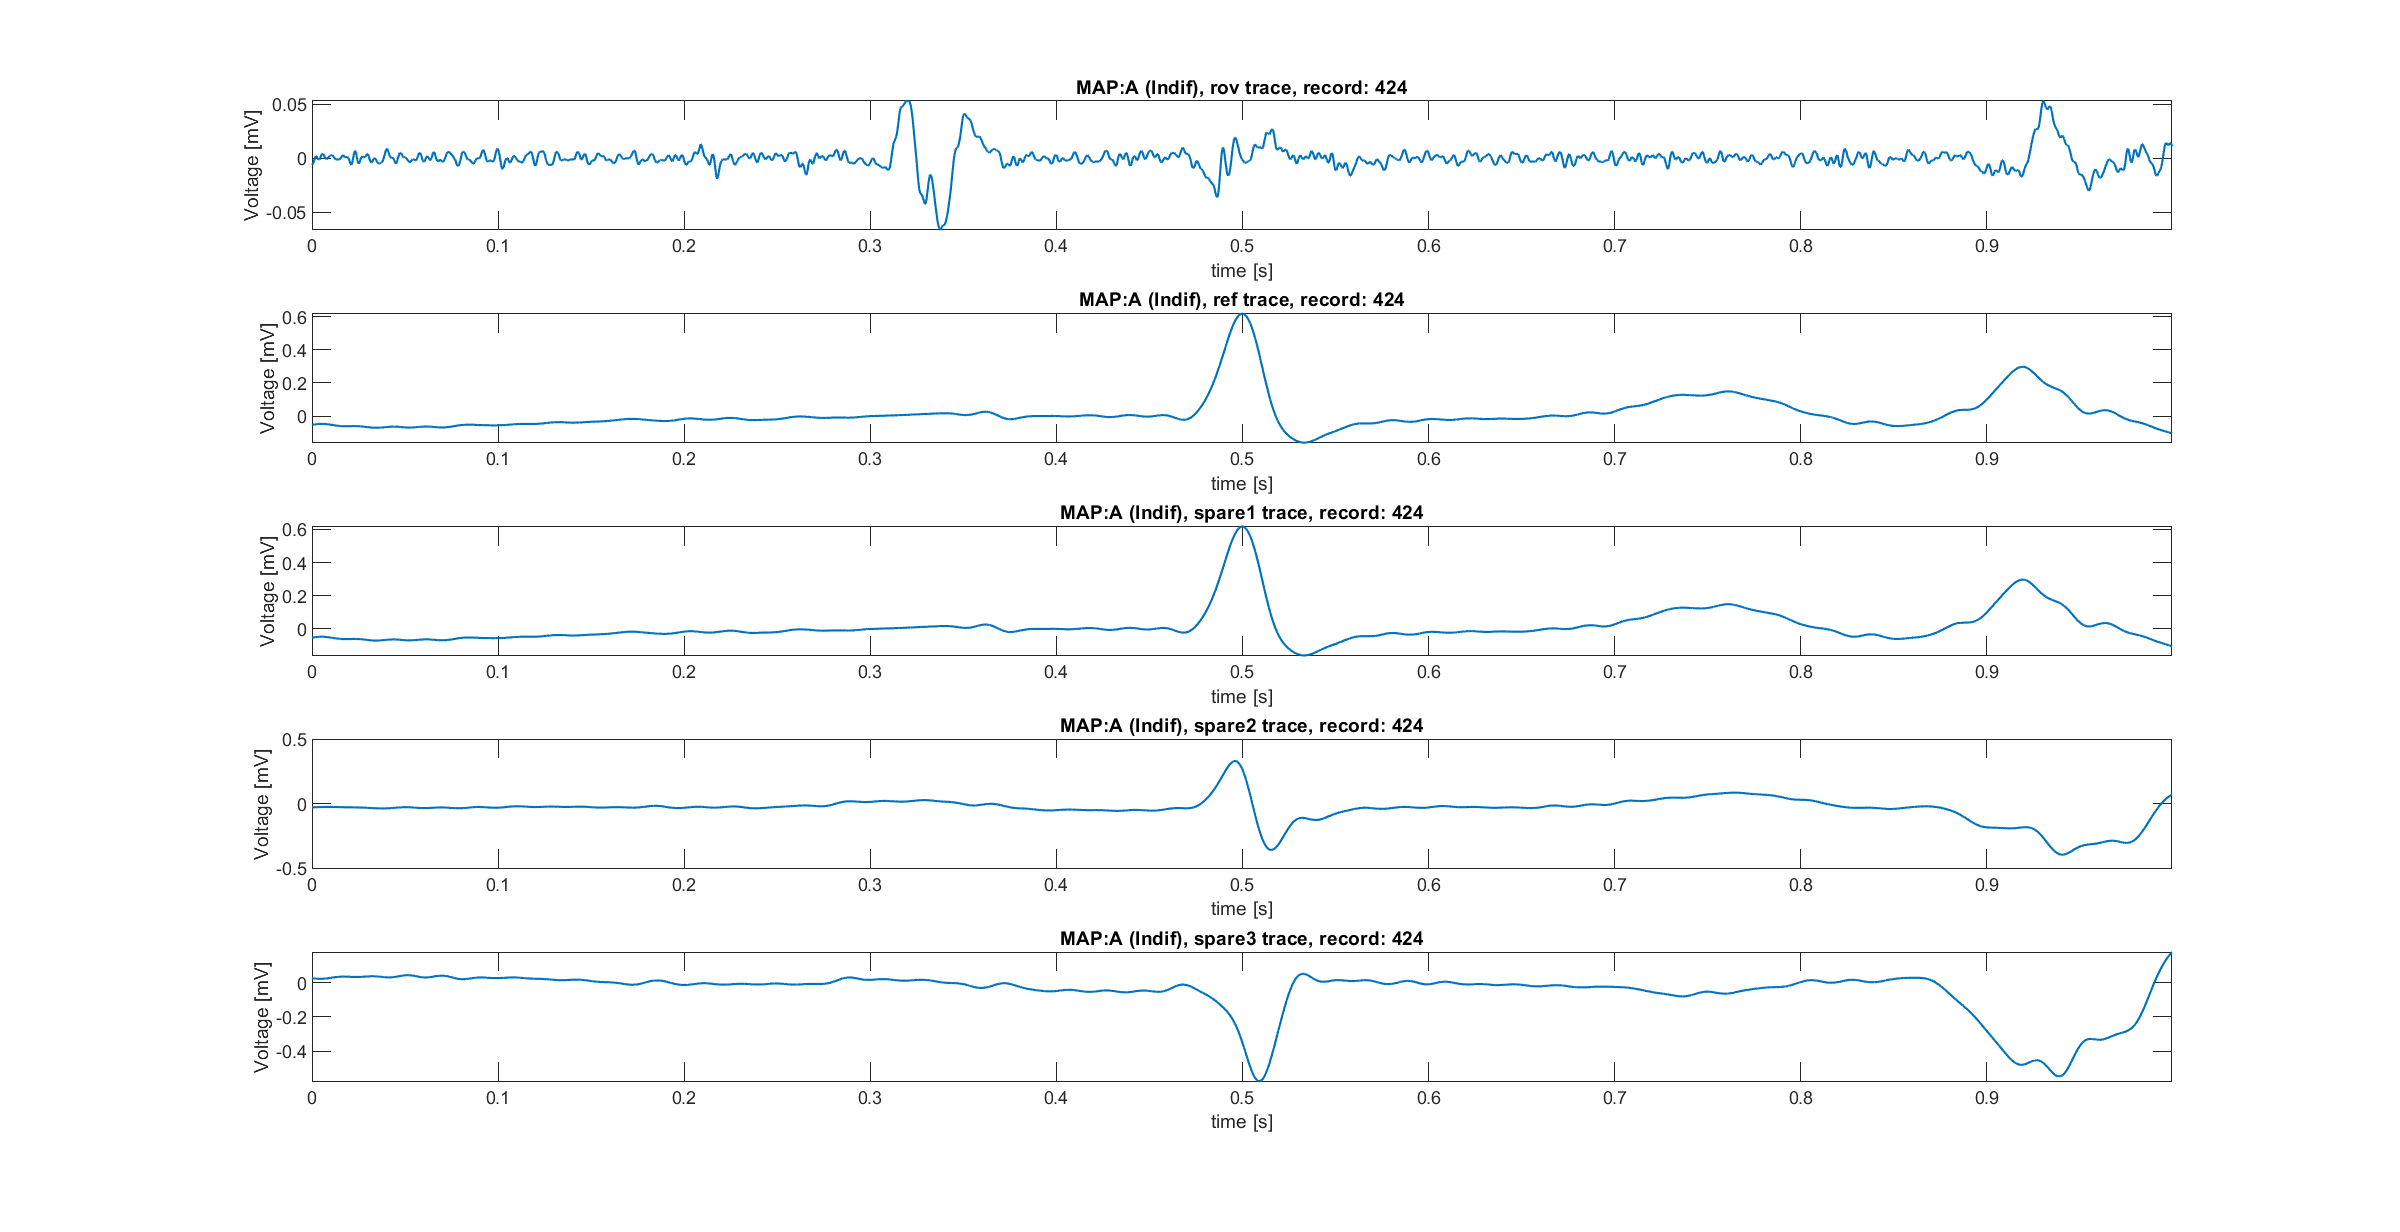 MAP:A (Indif), rov trace, record: 424
Voltage [mV]
0.05
0
-0.05
0 0.1 0.2 0.3 0.4 0.5 0.6 0.7 0.8 0.9
time [s]
MAP:A (Indif), ref trace, record: 424
Voltage [mV]
0.6
0.4
0.2
0
0 0.1 0.2 0.3 0.4 0.5 0.6 0.7 0.8 0.9
time [s]
MAP:A (Indif), spare1 trace, record: 424
Voltage [mV]
0.6
0.4
0.2
0
0 0.1 0.2 0.3 0.4 0.5 0.6 0.7 0.8 0.9
time [s]
MAP:A (Indif), spare2 trace, record: 424
Voltage [mV]
0.5
0
-0.5
0 0.1 0.2 0.3 0.4 0.5 0.6 0.7 0.8 0.9
time [s]
MAP:A (Indif), spare3 trace, record: 424
Voltage [mV]
0
-0.2
-0.4
0 0.1 0.2 0.3 0.4 0.5 0.6 0.7 0.8 0.9
time [s]